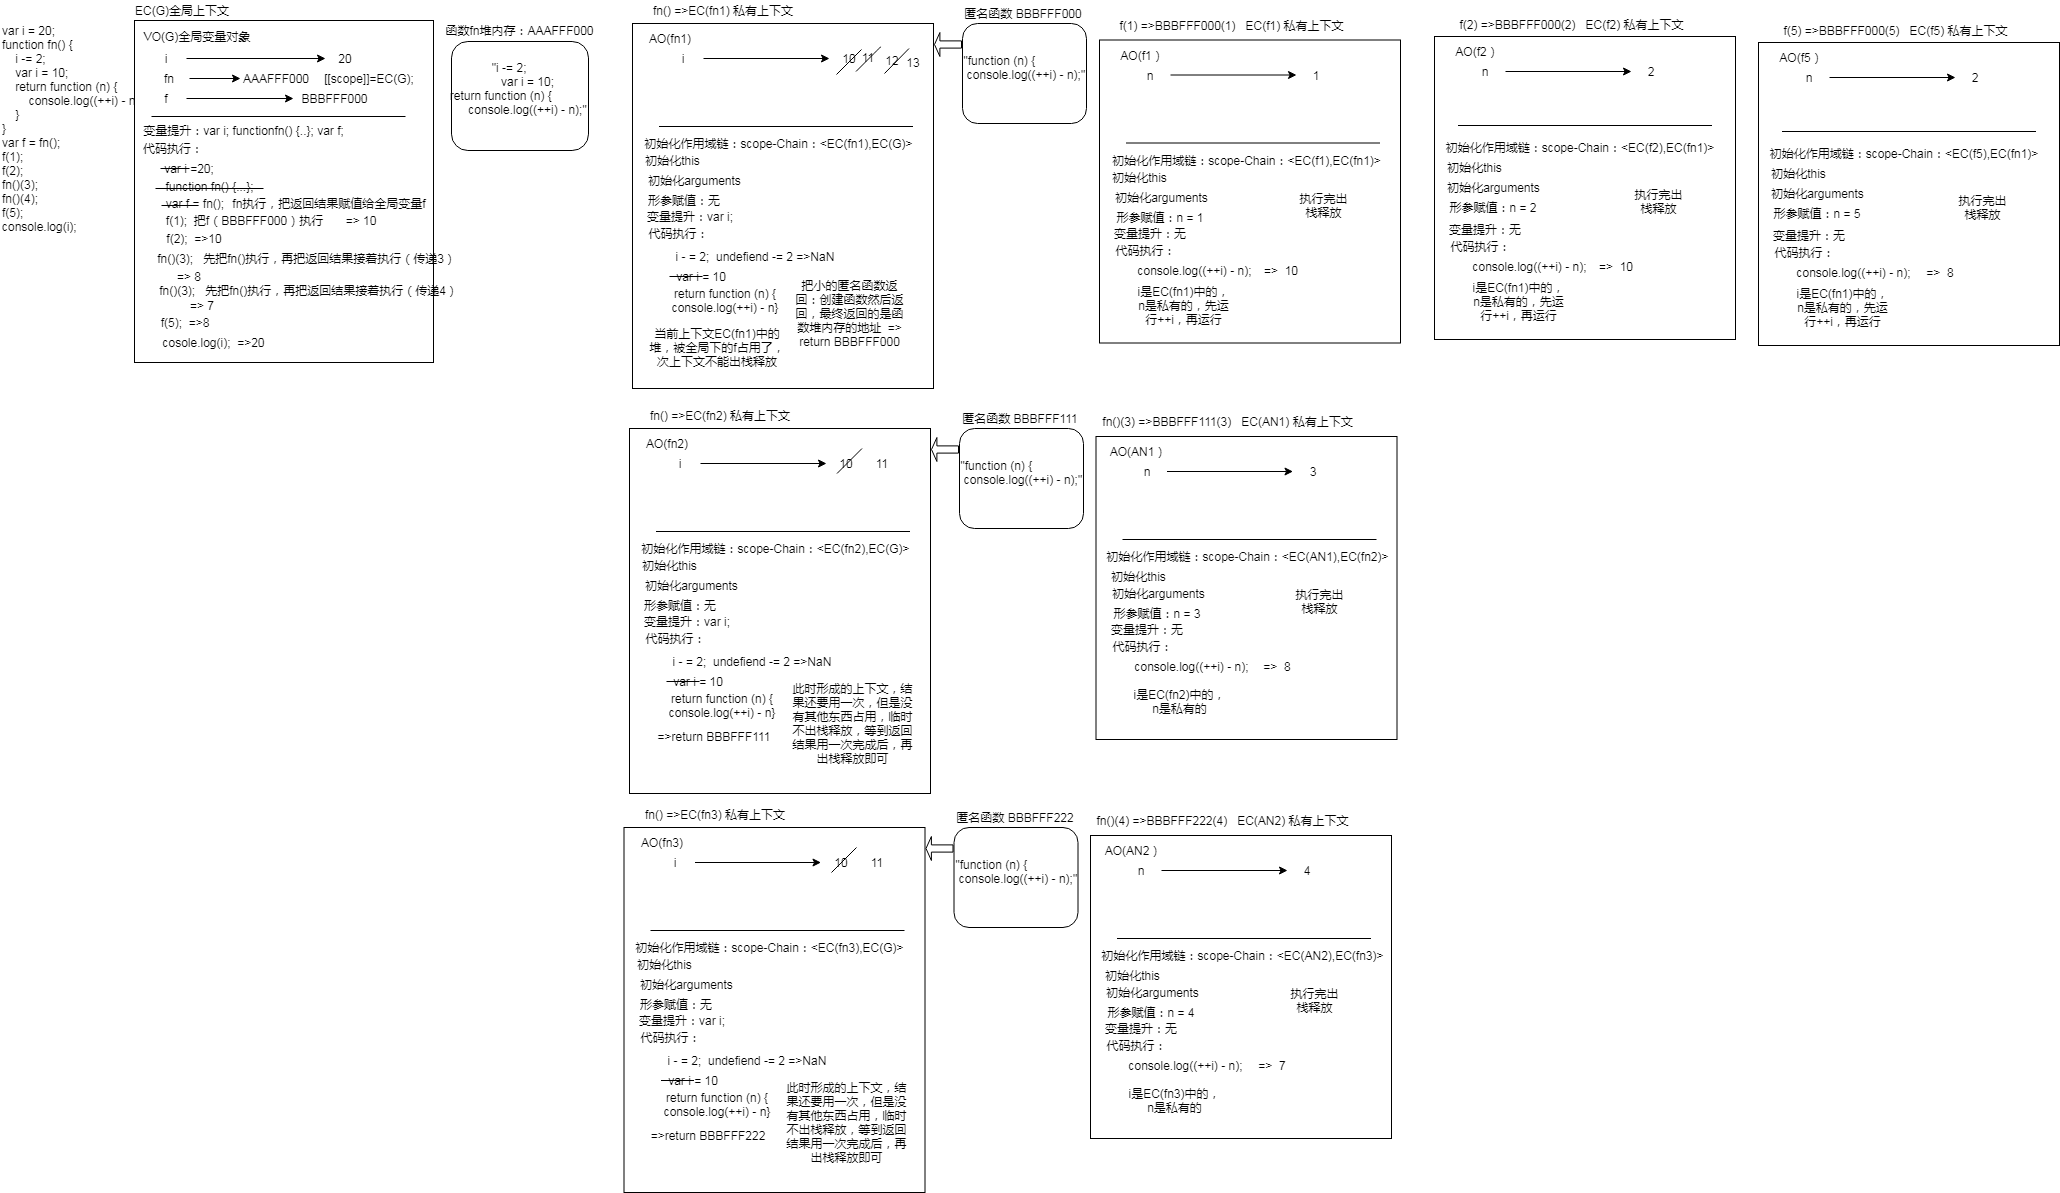 var i = 20;
function fn() {
i -= 2;
var i = 10;
return function (n) {
console.log((++i) - n
}
}
var f = fn();
f(1);
f(2);
fn()(3);
fn()(4);
f(5);
console.log(i);
EC(G)全局上下文
VO(G)全局变量对象
i 20
fn AAAFFF000 [[scope]]=EC(G);
f BBBFFF000
变量提升：var i; functionfn() {..}; var f;
代码执行：
var i =20;
function fn() {...};
var f = fn(); fn执行，把返回结果赋值给全局变量f
f(1); 把f（BBBFFF000）执行 => 10
f(2); =>10
fn()(3); 先把fn()执行，再把返回结果接着执行（传递3）
=> 8
fn()(3); 先把fn()执行，再把返回结果接着执行（传递4）
=> 7
f(5); =>8
cosole.log(i); =>20
函数fn堆内存：AAAFFF000
"i -= 2;
var i = 10;
return function (n) {
console.log((++i) - n);"
fn() =>EC(fn1) 私有上下文
AO(fn1)
i 10 11 12 13
初始化作用域链：scope-Chain：<EC(fn1),EC(G)>
初始化this
初始化arguments
形参赋值：无
变量提升：var i;
代码执行：
i - = 2; undefiend -= 2 =>NaN
var i = 10
return function (n) {
console.log(++i) - n}
把小的匿名函数返
回：创建函数然后返
回，最终返回的是函
数堆内存的地址 =>
return BBBFFF000
当前上下文EC(fn1)中的
堆，被全局下的f占用了，
次上下文不能出栈释放
匿名函数 BBBFFF000
"function (n) {
console.log((++i) - n);"
f(1) =>BBBFFF000(1) EC(f1) 私有上下文
AO(f1 )
n 1
初始化作用域链：scope-Chain：<EC(f1),EC(fn1)>
初始化this
初始化arguments
形参赋值：n = 1
变量提升：无
代码执行：
执行完出
栈释放
console.log((++i) - n); => 10
i是EC(fn1)中的，
n是私有的，先运
行++i，再运行
f(2) =>BBBFFF000(2) EC(f2) 私有上下文
AO(f2 )
n 2
初始化作用域链：scope-Chain：<EC(f2),EC(fn1)>
初始化this
初始化arguments
形参赋值：n = 2
变量提升：无
代码执行：
执行完出
栈释放
console.log((++i) - n); => 10
i是EC(fn1)中的，
n是私有的，先运
行++i，再运行
f(5) =>BBBFFF000(5) EC(f5) 私有上下文
AO(f5 )
n 2
初始化作用域链：scope-Chain：<EC(f5),EC(fn1)>
初始化this
初始化arguments
形参赋值：n = 5
变量提升：无
代码执行：
执行完出
栈释放
console.log((++i) - n); => 8
i是EC(fn1)中的，
n是私有的，先运
行++i，再运行
fn() =>EC(fn2) 私有上下文
AO(fn2)
i 10 11
初始化作用域链：scope-Chain：<EC(fn2),EC(G)>
初始化this
初始化arguments
形参赋值：无
变量提升：var i;
代码执行：
i - = 2; undefiend -= 2 =>NaN
var i = 10
return function (n) {
console.log(++i) - n}
=>return BBBFFF111
此时形成的上下文，结
果还要用一次，但是没
有其他东西占用，临时
不出栈释放，等到返回
结果用一次完成后，再
出栈释放即可
匿名函数 BBBFFF111
"function (n) {
console.log((++i) - n);"
fn()(3) =>BBBFFF111(3) EC(AN1) 私有上下文
AO(AN1 )
n 3
初始化作用域链：scope-Chain：<EC(AN1),EC(fn2)>
初始化this
初始化arguments
形参赋值：n = 3
变量提升：无
代码执行：
执行完出
栈释放
console.log((++i) - n); => 8
i是EC(fn2)中的，
n是私有的
fn() =>EC(fn3) 私有上下文
AO(fn3)
i 10 11
初始化作用域链：scope-Chain：<EC(fn3),EC(G)>
初始化this
初始化arguments
形参赋值：无
变量提升：var i;
代码执行：
i - = 2; undefiend -= 2 =>NaN
var i = 10
return function (n) {
console.log(++i) - n}
=>return BBBFFF222
此时形成的上下文，结
果还要用一次，但是没
有其他东西占用，临时
不出栈释放，等到返回
结果用一次完成后，再
出栈释放即可
匿名函数 BBBFFF222
"function (n) {
console.log((++i) - n);"
fn()(4) =>BBBFFF222(4) EC(AN2) 私有上下文
AO(AN2 )
n 4
初始化作用域链：scope-Chain：<EC(AN2),EC(fn3)>
初始化this
初始化arguments
形参赋值：n = 4
变量提升：无
代码执行：
执行完出
栈释放
console.log((++i) - n); => 7
i是EC(fn3)中的，
n是私有的